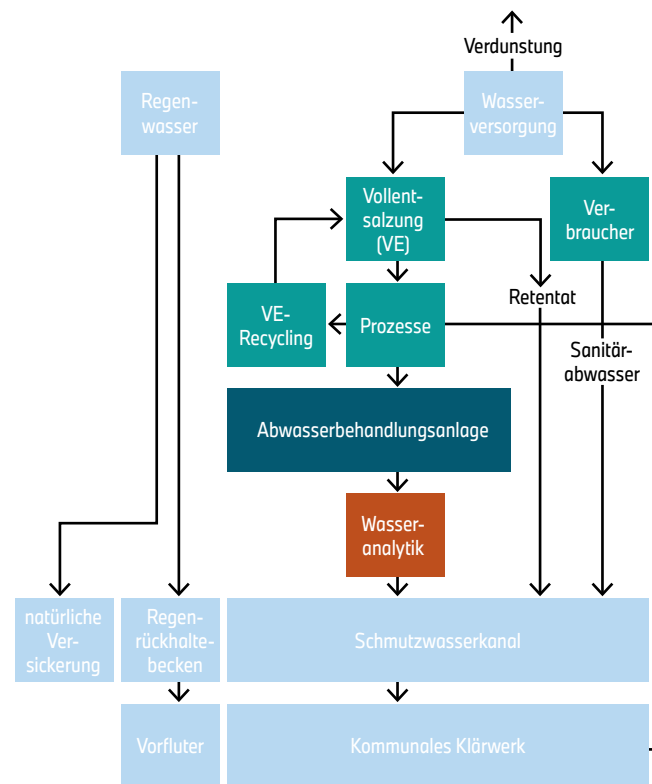 Verdunstung
Regen-
wasser
Wasser-
versorgung
Vollent-
salzung
(VE)
Ver-
braucher
Retentat
VE-
Recycling
Prozesse
Sanitär-
abwasser
Abwasserbehandlungsanlage
Wasser-
analytik
natürliche
Ver-
sickerung
Regen-
rückhalte-
becken
Schmutzwasserkanal
Vorfluter
Kommunales Klärwerk